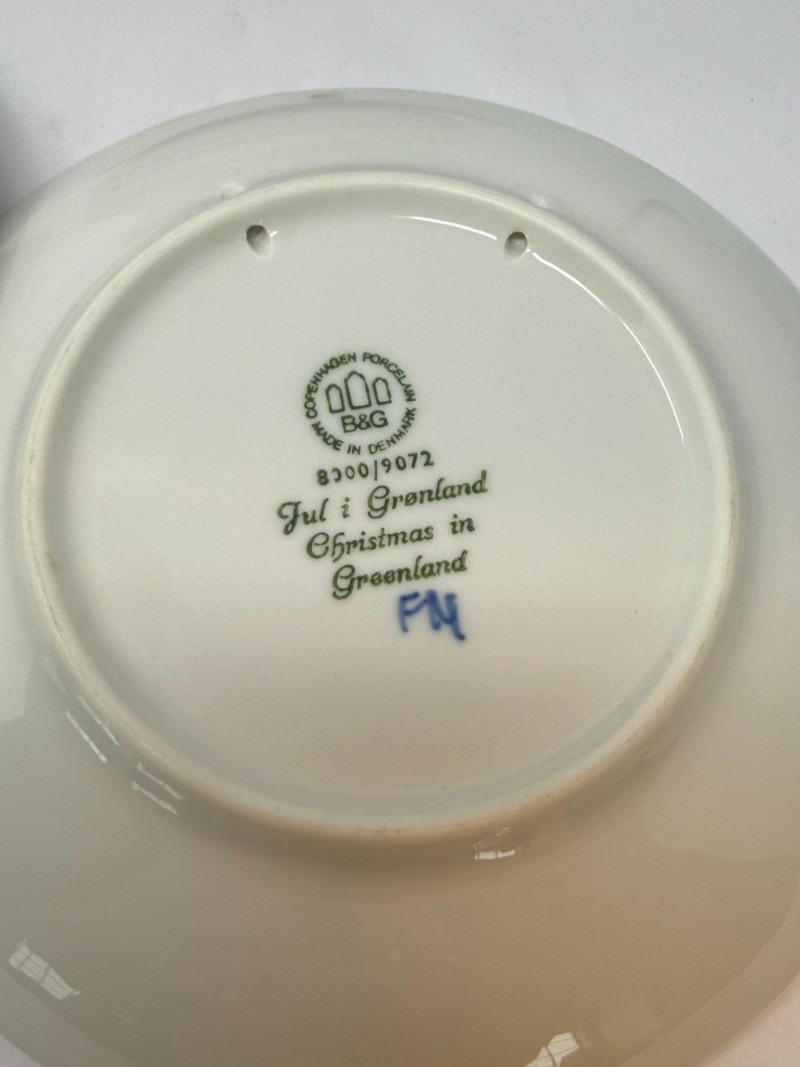 COPENHAGEN PORCELAIN
B&G
MADE IN DENMARK
8000/9072
Jul i Grønland
Christmas in
Greenland
FM